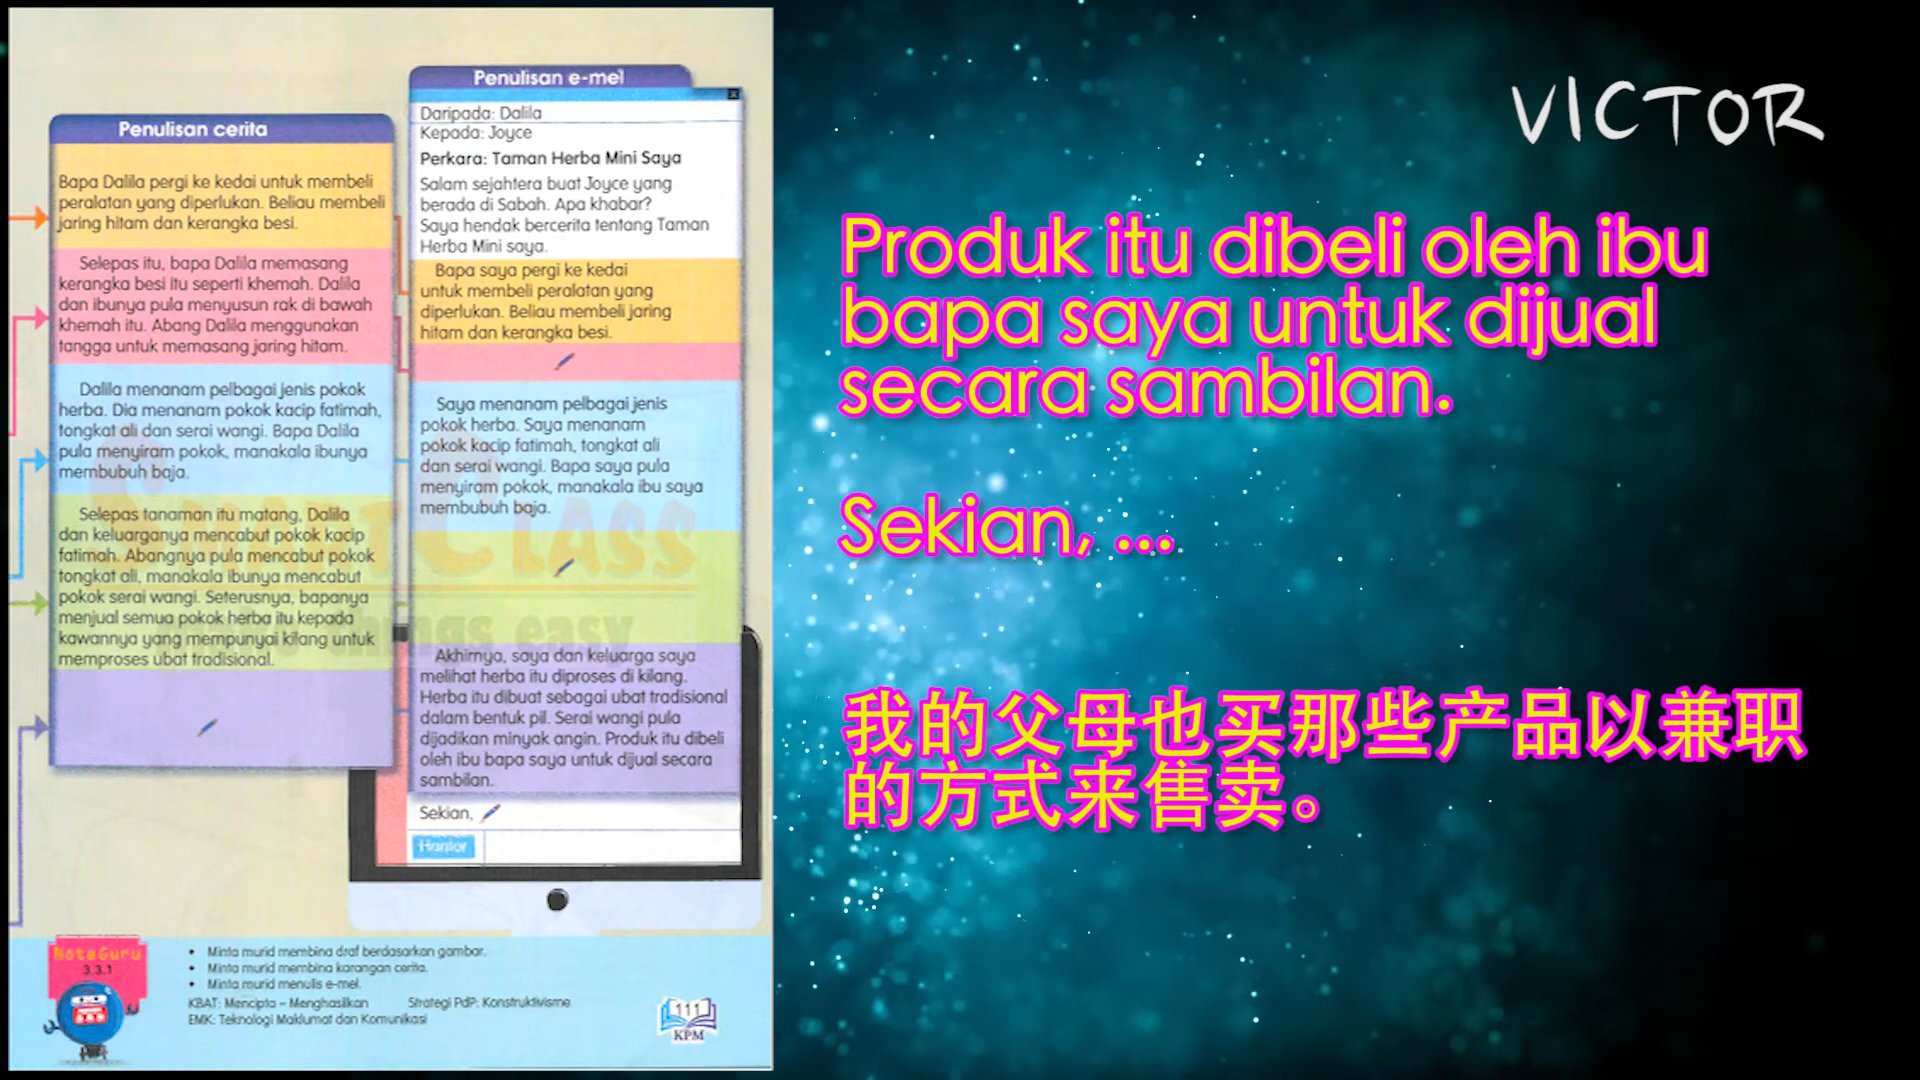 Penulisan cerita
Bapa Dalila pergi ke kedai untuk membeli
peralatan yang diperlukan. Beliau membeli
jaring hitam dan kerangka besi.
Selepas itu, bapa Dalila memasang
kerangka besi itu seperti khemah. Dalila
dan ibunya pula menyusun rak di bawah
khemah itu. Abang Dalila menggunakan
tangga untuk memasang jaring hitam.
Dalila menanam pelbagai jenis pokok
herba. Dia menanam pokok kacip fatimah,
tongkat ali dan serai wangi. Bapa Dalila
pula menyiram pokok, manakala ibunya
membubuh baja.
Selepas tanaman itu matang, Dalila
dan keluarganya mencabut pokok kacip
fatimah. Abangnya pula mencabut pokok
tongkat ali, manakala ibunya mencabut
pokok serai wangi. Seterusnya, bapanya
menjual semua pokok herba itu kepada
kawannya yang mempunyai kilang untuk
memproses ubat tradisional.
Penulisan e-mel
Daripada: Dalila
Kepada: Joyce
Perkara: Taman Herba Mini Saya
Salam sejahtera buat Joyce yang
berada di Sabah. Apa khabar?
Saya hendak bercerita tentang Taman
Herba Mini saya.
Bapa saya pergi ke kedai
untuk membeli peralatan yang
diperlukan. Beliau membeli jaring
hitam dan kerangka besi.
Saya menanam pelbagai jenis
pokok herba. Saya menanam
pokok kacip fatimah, tongkat ali
dan serai wangi. Bapa saya pula
menyiram pokok, manakala ibu saya
membubuh baja.
Akhirnya, saya dan keluarga saya
melihat herba itu diproses di kilang.
Herba itu dibuat sebagai ubat tradisional
dalam bentuk pil. Serai wangi pula
dijadikan minyak angin. Produk itu dibeli
oleh ibu bapa saya untuk dijual secara
sambilan.
Sekian,
Hantar
NotaGuru
3.3.1
• Minta murid membina draf berdasarkan gambar.
• Minta murid membina karangan cerita.
• Minta murid menulis e-mel.
KBAT: Mencipta – Menghasilkan Strategi PdP: Konstruktivisme
EMK: Teknologi Maklumat dan Komunikasi
111
KPM
VICTOR
Produk itu dibeli oleh ibu
bapa saya untuk dijual
secara sambilan.
Sekian, ...
我的父母也买那些产品以兼职
的方式来售卖。